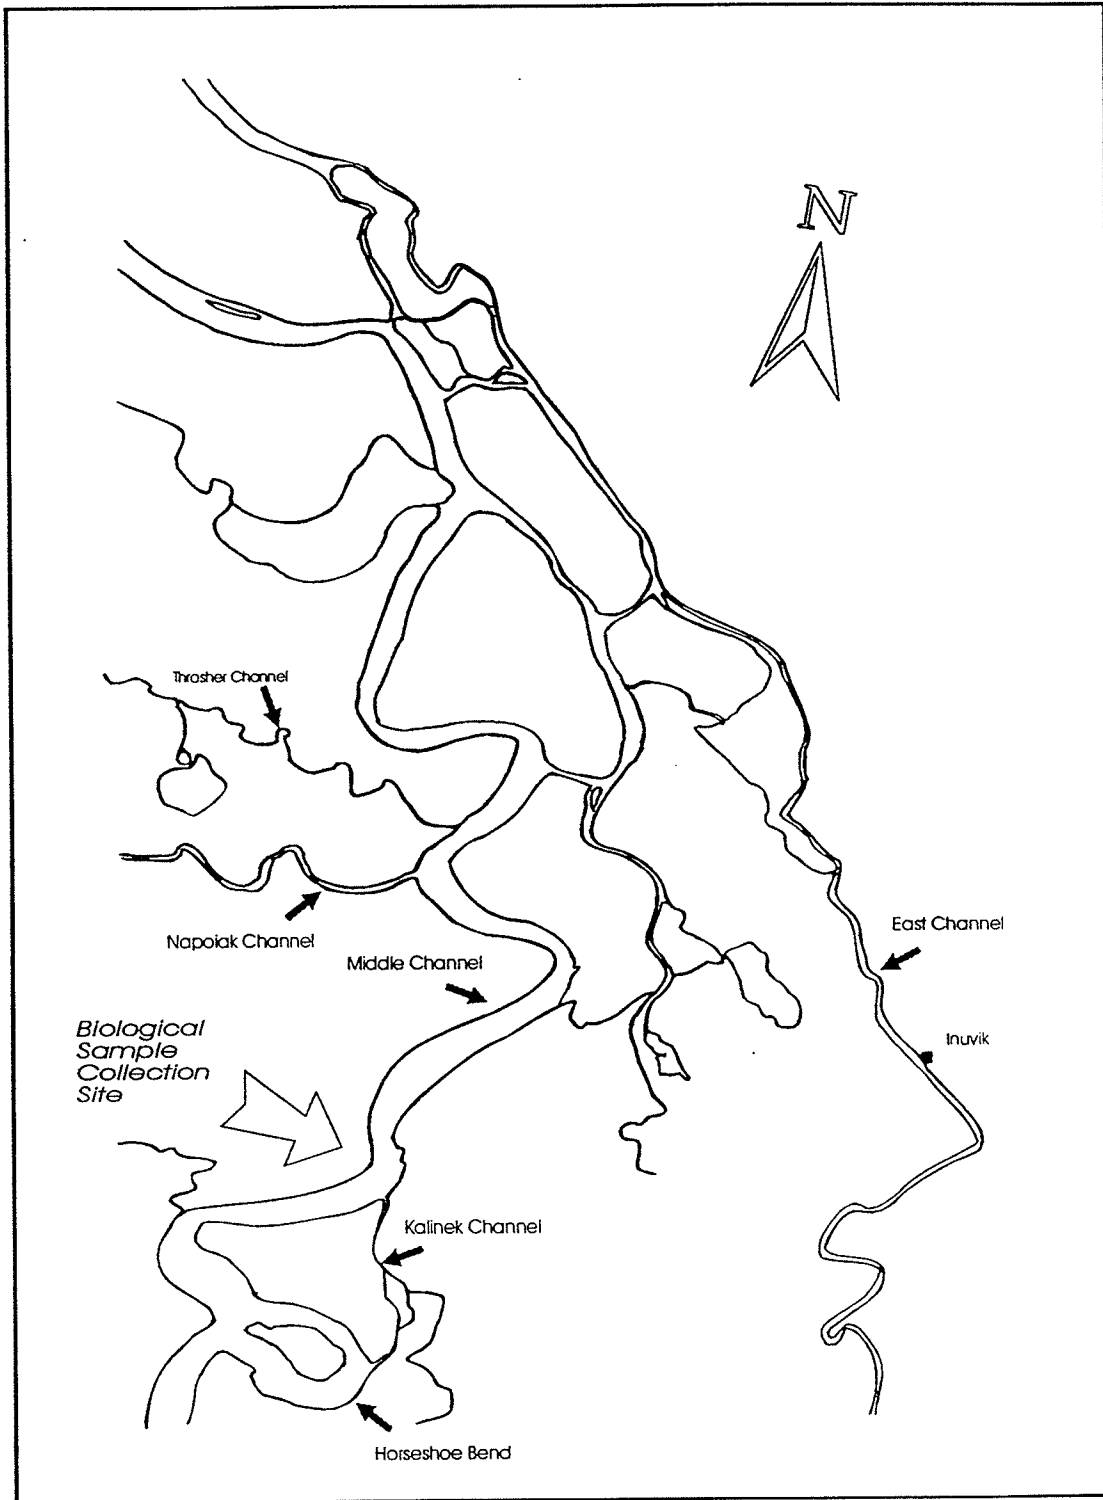 N
Thrasher Channel
Napoiak Channel
Middle Channel
East Channel
Biological
Sample
Collection
Site
Inuvik
Kalinek Channel
Horseshoe Bend